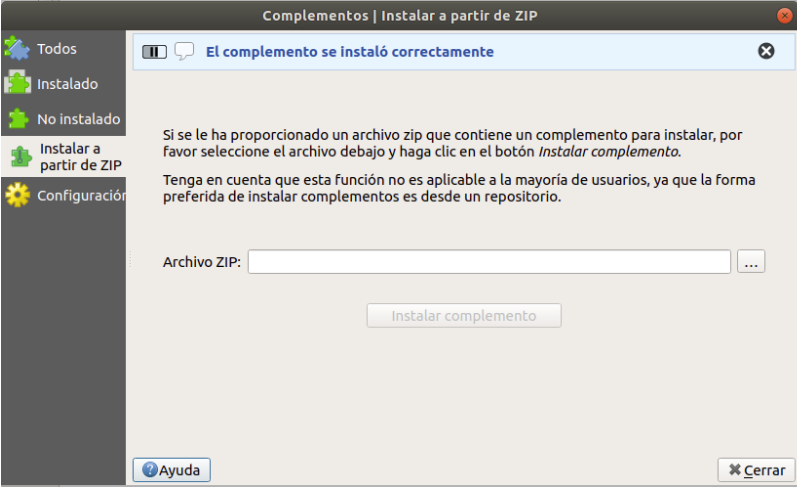 Complementos | Instalar a partir de ZIP
Todos
Instalado
No instalado
Instalar a
partir de ZIP
Configuración
El complemento se instaló correctamente
Si se le ha proporcionado un archivo zip que contiene un complemento para instalar, por
favor seleccione el archivo debajo y haga clic en el botón Instalar complemento.
Tenga en cuenta que esta función no es aplicable a la mayoría de usuarios, ya que la forma
preferida de instalar complementos es desde un repositorio.
Archivo ZIP:
...
Instalar complemento
Ayuda
Cerrar